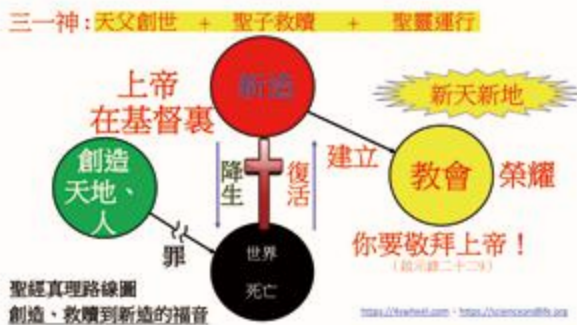 三一神：天父創世 + 聖子救贖 + 聖靈運行
上帝
在基督裏
新造
新天新地
創造
天地、
人
降生
復活
建立
教會
榮耀
罪
世界
死亡
你要敬拜上帝！
聖經真理路線圖
創造、救贖到新造的福音